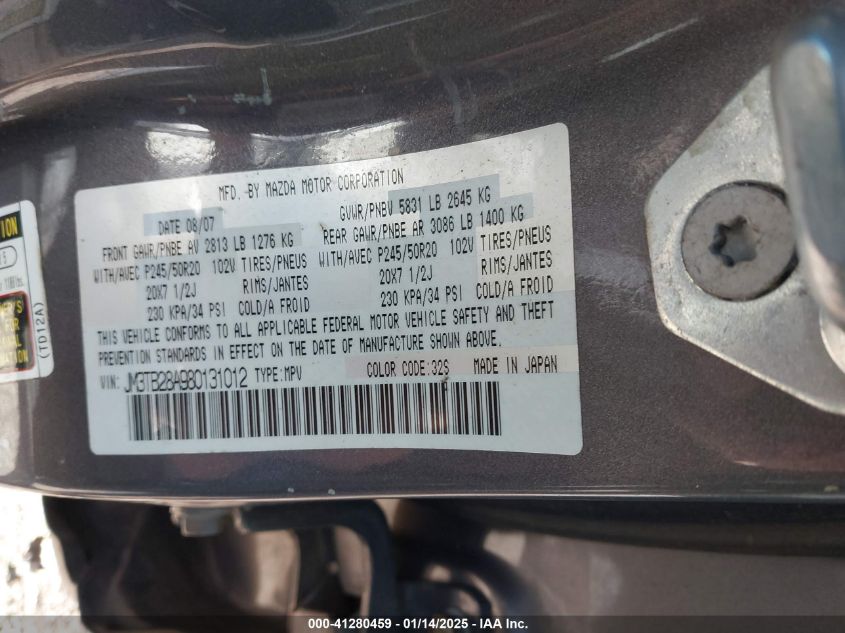 MFD. BY MAZDA MOTOR CORPORATION
DATE 08/07 GVWR/PNBV 5831 LB 2645 KG
FRONT GAWR/PNBE AV 2813 LB 1276 KG REAR GAWR/PNBE AR 3086 LB 1400 KG
WITH/AVEC P245/50R20 102V TIRES/PNEUS WITH/AVEC P245/50R20 102V TIRES/PNEUS
20X7 1/2J RIMS/JANTES 20X7 1/2J RIMS/JANTES
230 KPA/34 PSI COLD/A FROID 230 KPA/34 PSI COLD/A FROID
THIS VEHICLE CONFORMS TO ALL APPLICABLE FEDERAL MOTOR VEHICLE SAFETY AND THEFT
PREVENTION STANDARDS IN EFFECT ON THE DATE OF MANUFACTURE SHOWN ABOVE.
VIN: JM3TB28A980131012 TYPE:MPV COLOR CODE:32S MADE IN JAPAN
(TD12A)
000-41280459 - 01/14/2025 - IAA Inc.